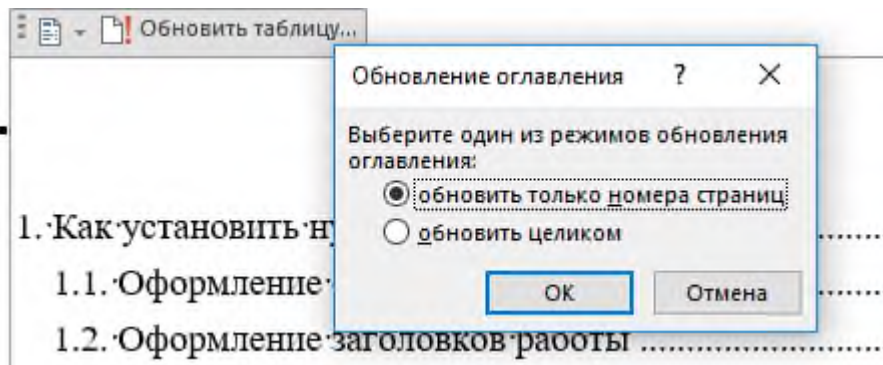 Обновить таблицу...
Обновление оглавления ? ×
Выберите один из режимов обновления
оглавления:
обновить только номера страниц
обновить целиком
ОК Отмена
1. Как установить
1.1. Оформление
1.2. Оформление заголовков работы ..............